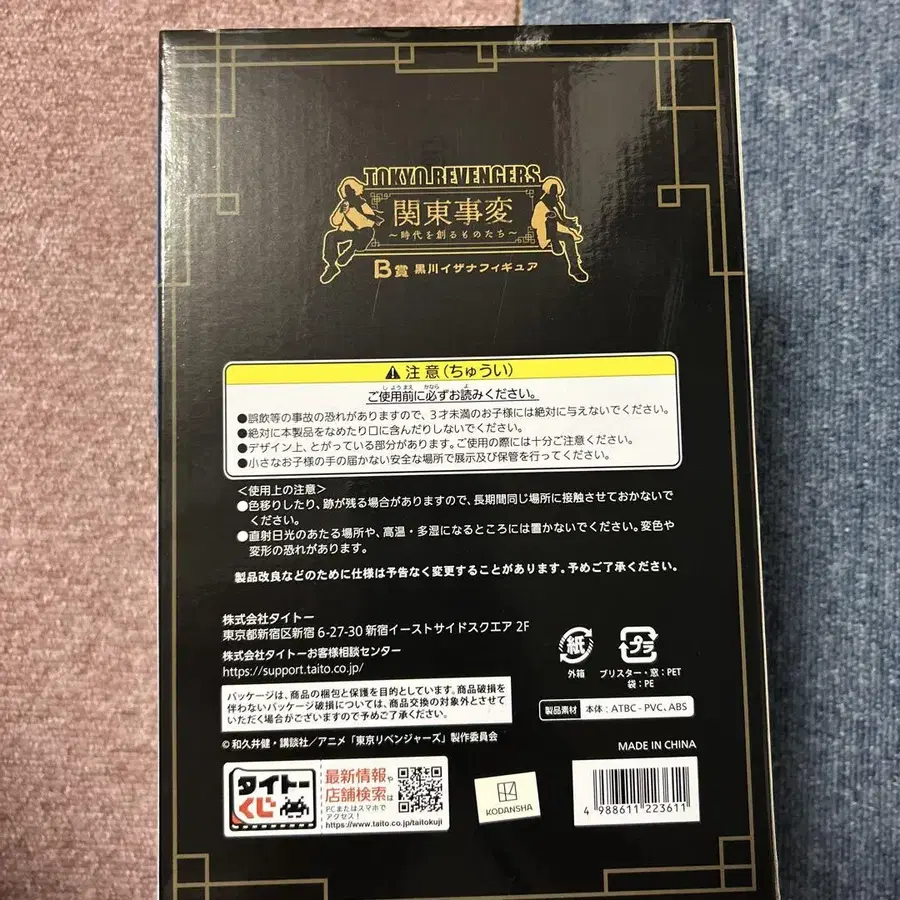 TOKYO REVENGERS
関東事変
～時代を創るものたち～
B賞 黒川イザナフィギュア
注意(ちゅうい)
ご使用前に必ずお読みください。
●誤飲等の事故の恐れがありますので、3才未満のお子様には絶対に与えないでください。
●絶対に本製品をなめたり口に含んだりしないでください。
●デザイン上、とがっている部分があります。ご使用の際には十分ご注意ください。
●小さなお子様の手の届かない安全な場所で展示及び保管を行ってください。
＜使用上の注意＞
●色移りしたり、跡が残る場合がありますので、長期間同じ場所に接触させておかないで
ください。
●直射日光のあたる場所や、高温・多湿になるところには置かないでください。変色や
変形の恐れがあります。
製品改良などのために仕様は予告なく変更することがあります。予めご了承ください。
株式会社タイトー
東京都新宿区新宿 6-27-30 新宿イーストサイドスクエア 2F
株式会社タイトーお客様相談センター
https://support.taito.co.jp/
紙
外箱
プラ
ブリスター・窓：PET
袋：PE
パッケージは、商品の梱包と保護を目的としています。商品破損を
伴わないパッケージ破損については、商品交換の対象外とさせて
いただく場合がございますので予めご了承ください。
製品素材 本体：ATBC-PVC、ABS
© 和久井健・講談社／アニメ「東京リベンジャーズ」製作委員会
MADE IN CHINA
タイトー
くじ
最新情報や
店舗検索は
PCまたはスマホで
アクセス！
https://www.taito.co.jp/taitokuji
KODANSHA
4 988611 223611